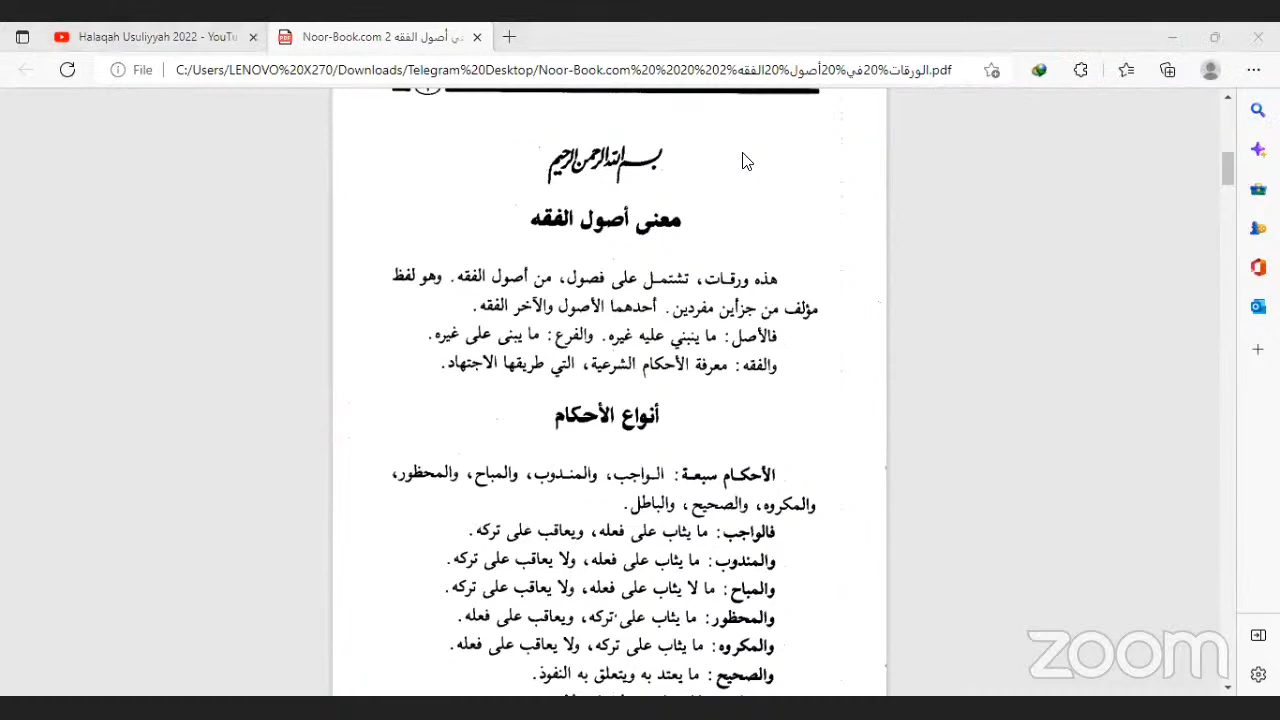 Halaqah Usuliyyah 2022 - YouTu
Noor-Book.com 2 في أصول الفقه
File
C:/Users/LENOVO%20X270/Downloads/Telegram%20Desktop/Noor-Book.com%20%2020%202%الورقات%20في%20أصول%20الفقه.pdf
بسم الله الرحمن الرحيم
معنى أصول الفقه
هذه ورقات، تشتمل على فصول، من أصول الفقه. وهو لفظ
مؤلف من جزأين مفردين. أحدهما الأصول والآخر الفقه.
فالأصل: ما ينبني عليه غيره. والفرع: ما يبنى على غيره.
والفقه: معرفة الأحكام الشرعية، التي طريقها الاجتهاد.
أنواع الأحكام
الأحكام سبعة: الواجب، والمندوب، والمباح، والمحظور،
والمكروه، والصحيح، والباطل.
فالواجب: ما يثاب على فعله، ويعاقب على تركه.
والمندوب: ما يثاب على فعله، ولا يعاقب على تركه.
والمباح: ما لا يثاب على فعله، ولا يعاقب على تركه.
والمحظور: ما يثاب على تركه، ويعاقب على فعله.
والمكروه: ما يثاب على تركه، ولا يعاقب على فعله.
والصحيح: ما يعتد به ويتعلق به النفوذ.
zoom